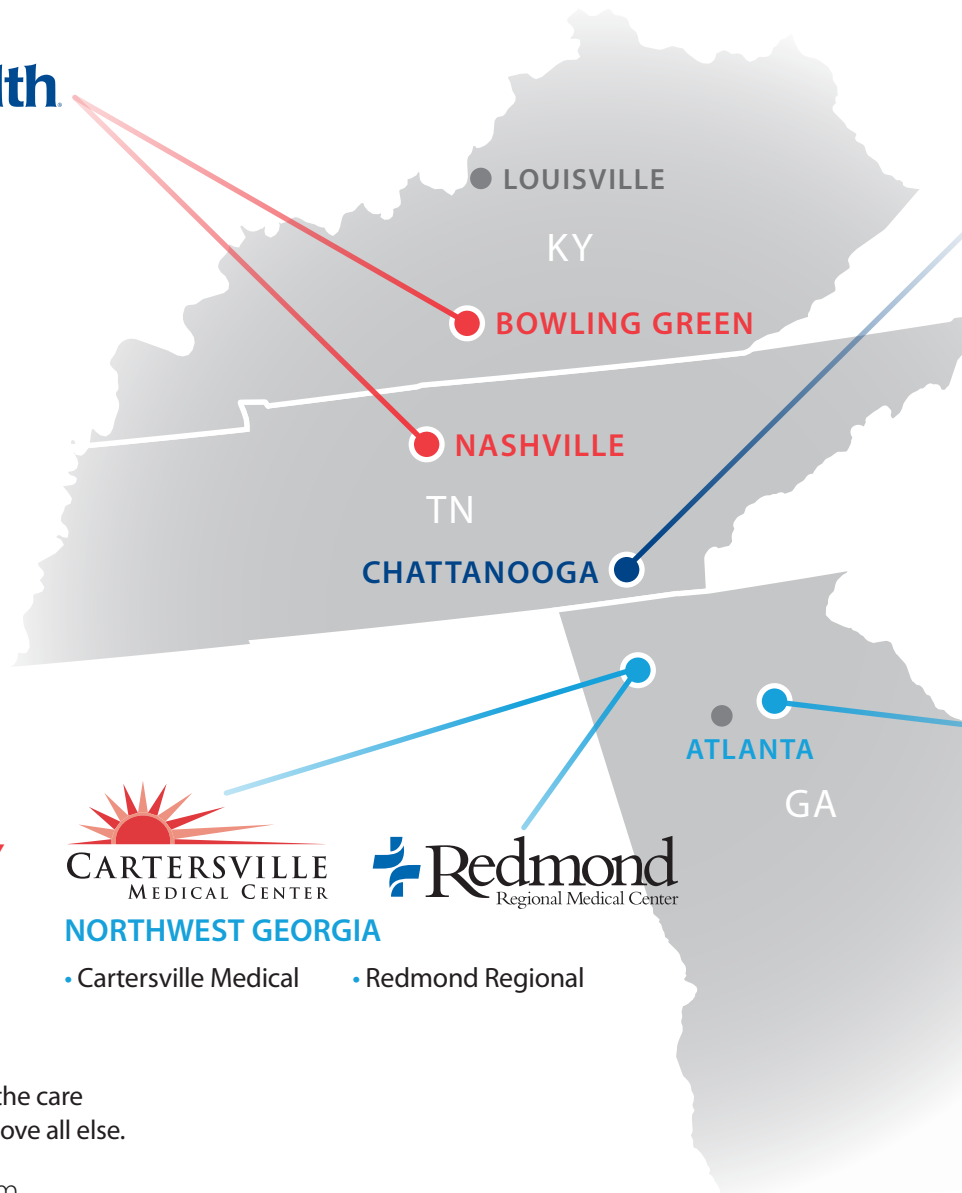 lth
LOUISVILLE
KY
BOWLING GREEN
NASHVILLE
TN
CHATTANOOGA
ATLANTA
GA
CARTERSVILLE
MEDICAL CENTER
Redmond
Regional Medical Center
NORTHWEST GEORGIA
• Cartersville Medical • Redmond Regional
the care
ove all else.